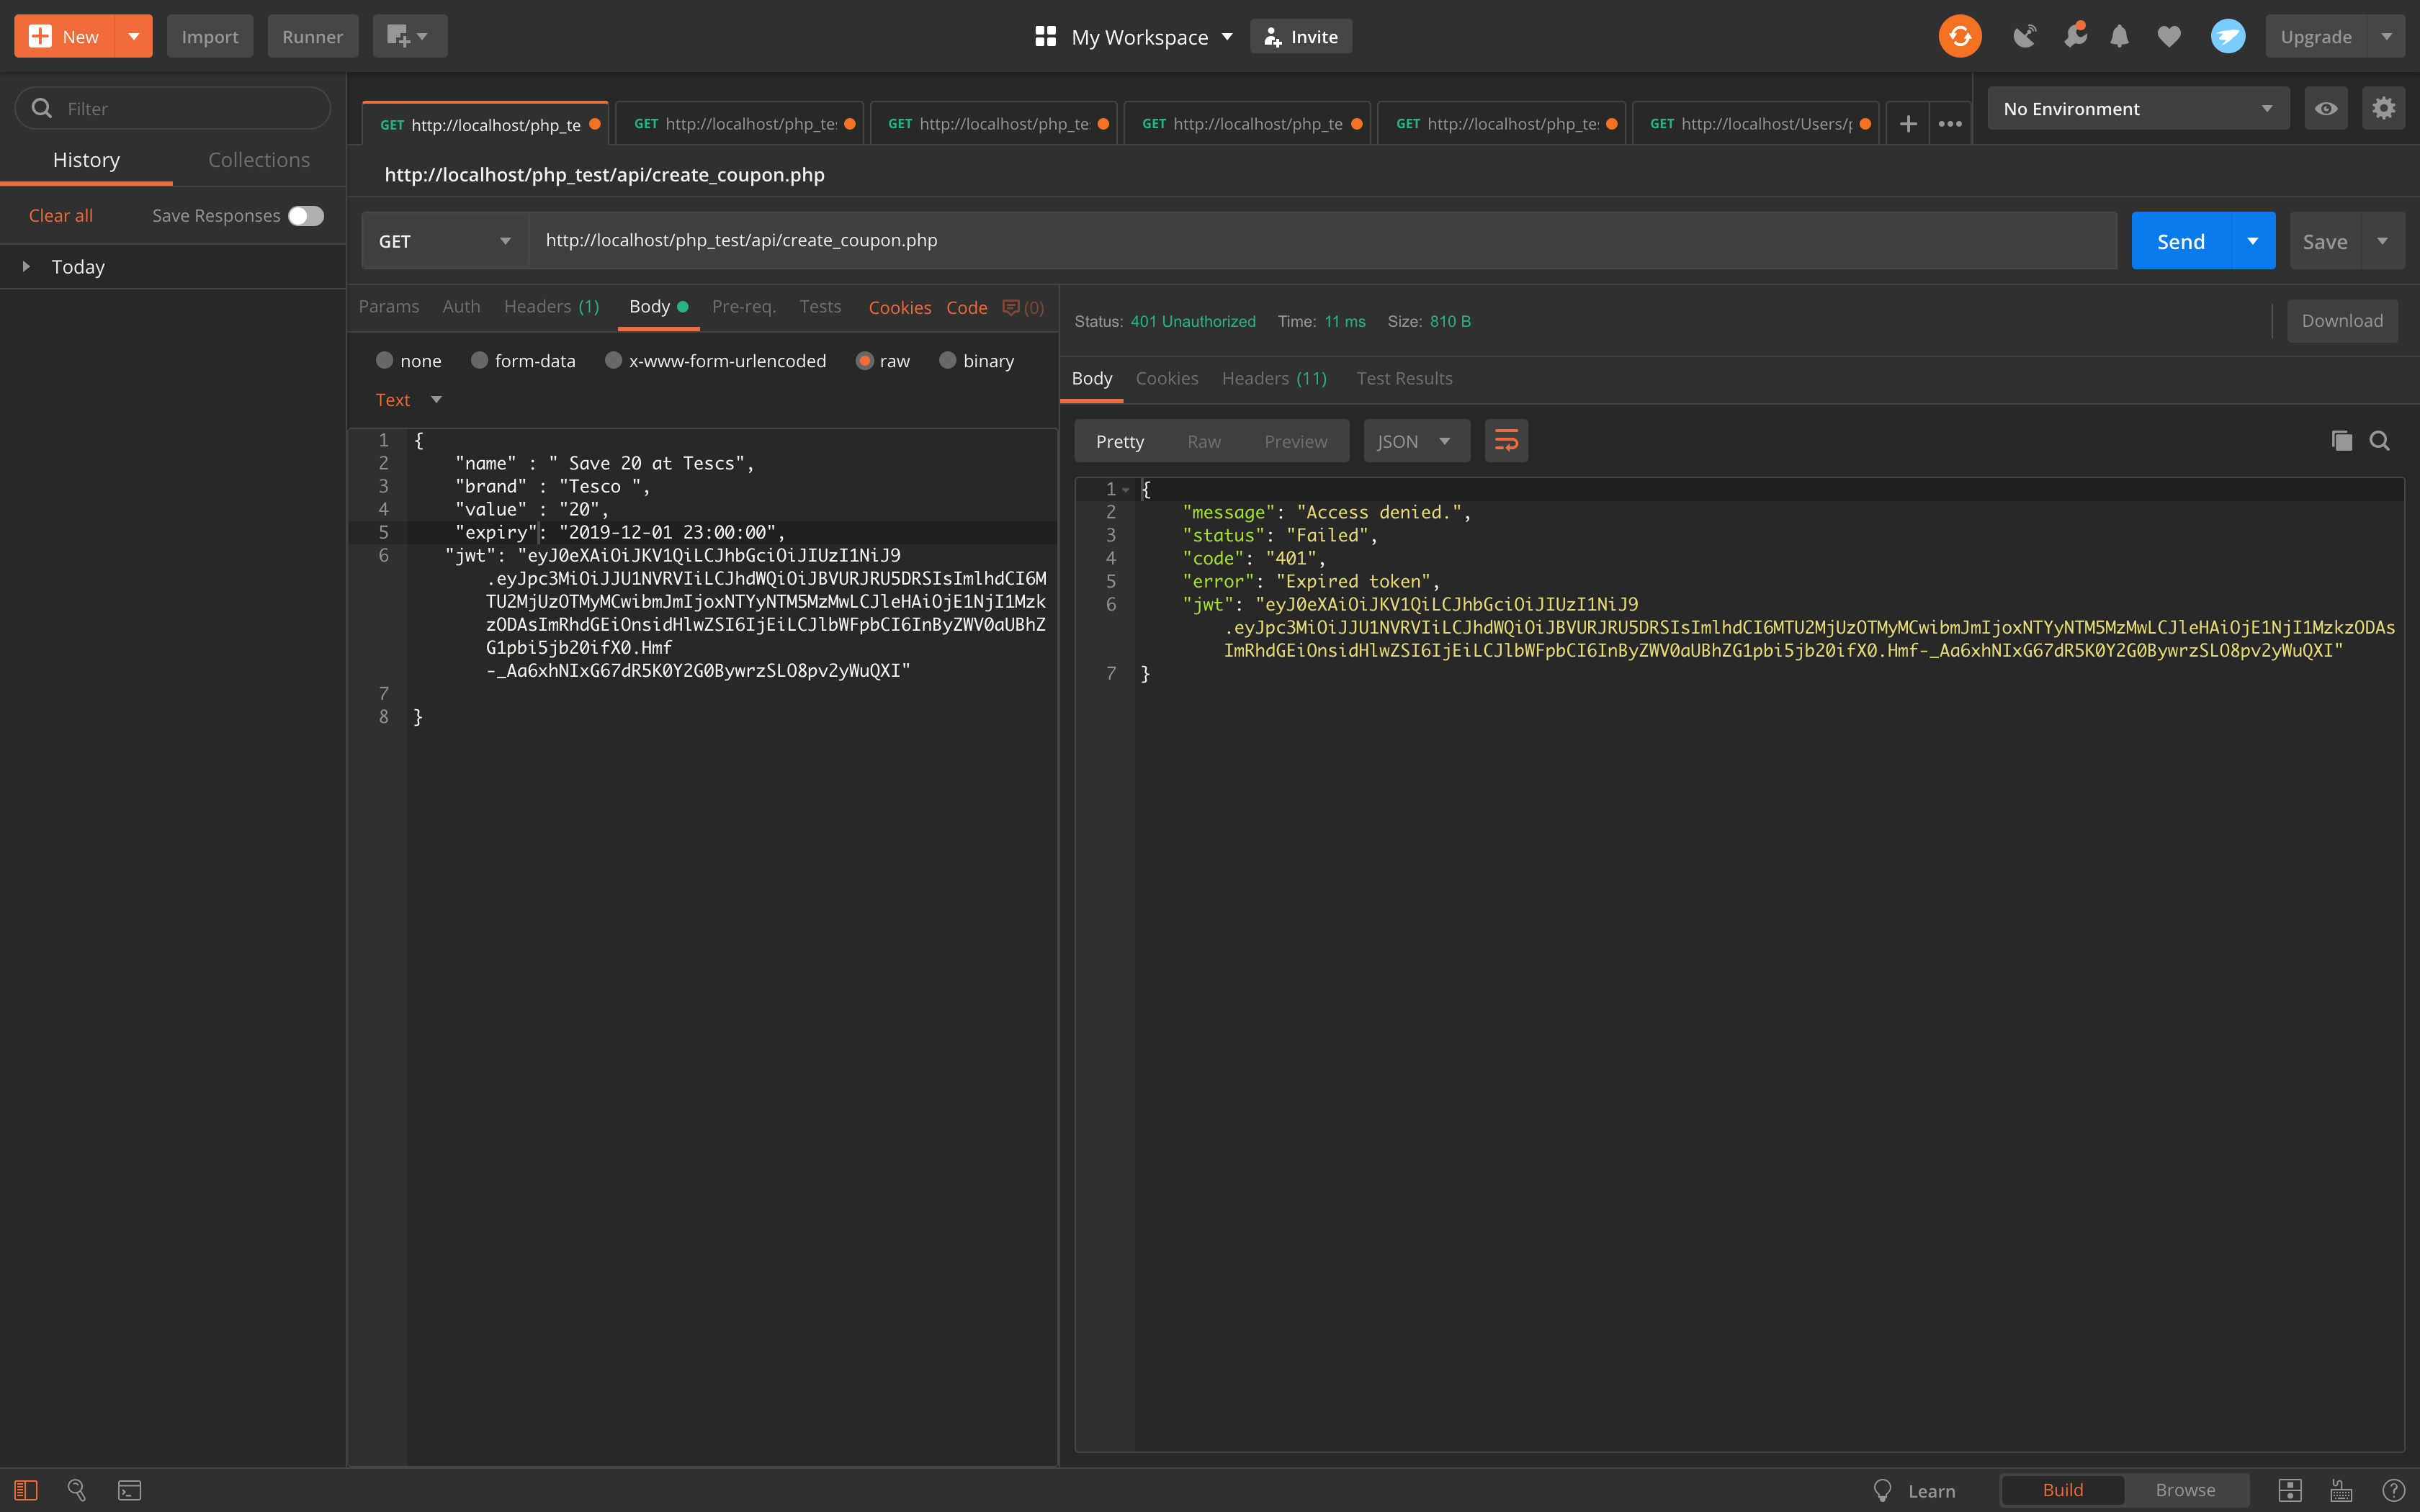 New
Import
Runner
My Workspace
Invite
Upgrade
Filter
History
Collections
Clear all
Save Responses
Today
GET http://localhost/php_te
GET http://localhost/php_te
GET http://localhost/php_te
GET http://localhost/php_te
GET http://localhost/php_te
GET http://localhost/Users/p
No Environment
http://localhost/php_test/api/create_coupon.php
GET
http://localhost/php_test/api/create_coupon.php
Send
Save
Params
Auth
Headers (1)
Body
Pre-req.
Tests
Cookies
Code
(0)
none
form-data
x-www-form-urlencoded
raw
binary
Text
1 {
2 "name" : " Save 20 at Tescs",
3 "brand" : "Tesco ",
4 "value" : "20",
5 "expiry": "2019-12-01 23:00:00",
6 "jwt": "eyJ0eXAiOiJKV1QiLCJhbGciOiJIUzI1NiJ9
.eyJpc3MiOiJJU1NVRVIiLCJhdWQiOiJBVURJRU5DRSIsImlhdCI6M
TU2MjUzOTMyMCwibmJmIjoxNTYyNTM5MzMwLCJleHAiOjE1NjI1Mzk
zODAsImRhdGEiOnsidHlwZSI6IjEiLCJlbWFpbCI6InByZWV0aUBhZ
G1pbi5jb20ifX0.Hmf
-_Aa6xhNIxG67dR5K0Y2G0BywrzSLO8pv2yWuQXI"
7
8 }
Status: 401 Unauthorized
Time: 11 ms
Size: 810 B
Download
Body
Cookies
Headers (11)
Test Results
Pretty
Raw
Preview
JSON
1 {
2 "message": "Access denied.",
3 "status": "Failed",
4 "code": "401",
5 "error": "Expired token",
6 "jwt": "eyJ0eXAiOiJKV1QiLCJhbGciOiJIUzI1NiJ9
.eyJpc3MiOiJJU1NVRVIiLCJhdWQiOiJBVURJRU5DRSIsImlhdCI6MTU2MjUzOTMyMCwibmJmIjoxNTYyNTM5MzMwLCJleHAiOjE1NjI1MzkzODAs
ImRhdGEiOnsidHlwZSI6IjEiLCJlbWFpbCI6InByZWV0aUBhZG1pbi5jb20ifX0.Hmf-_Aa6xhNIxG67dR5K0Y2G0BywrzSLO8pv2yWuQXI"
7 }
Learn
Build
Browse